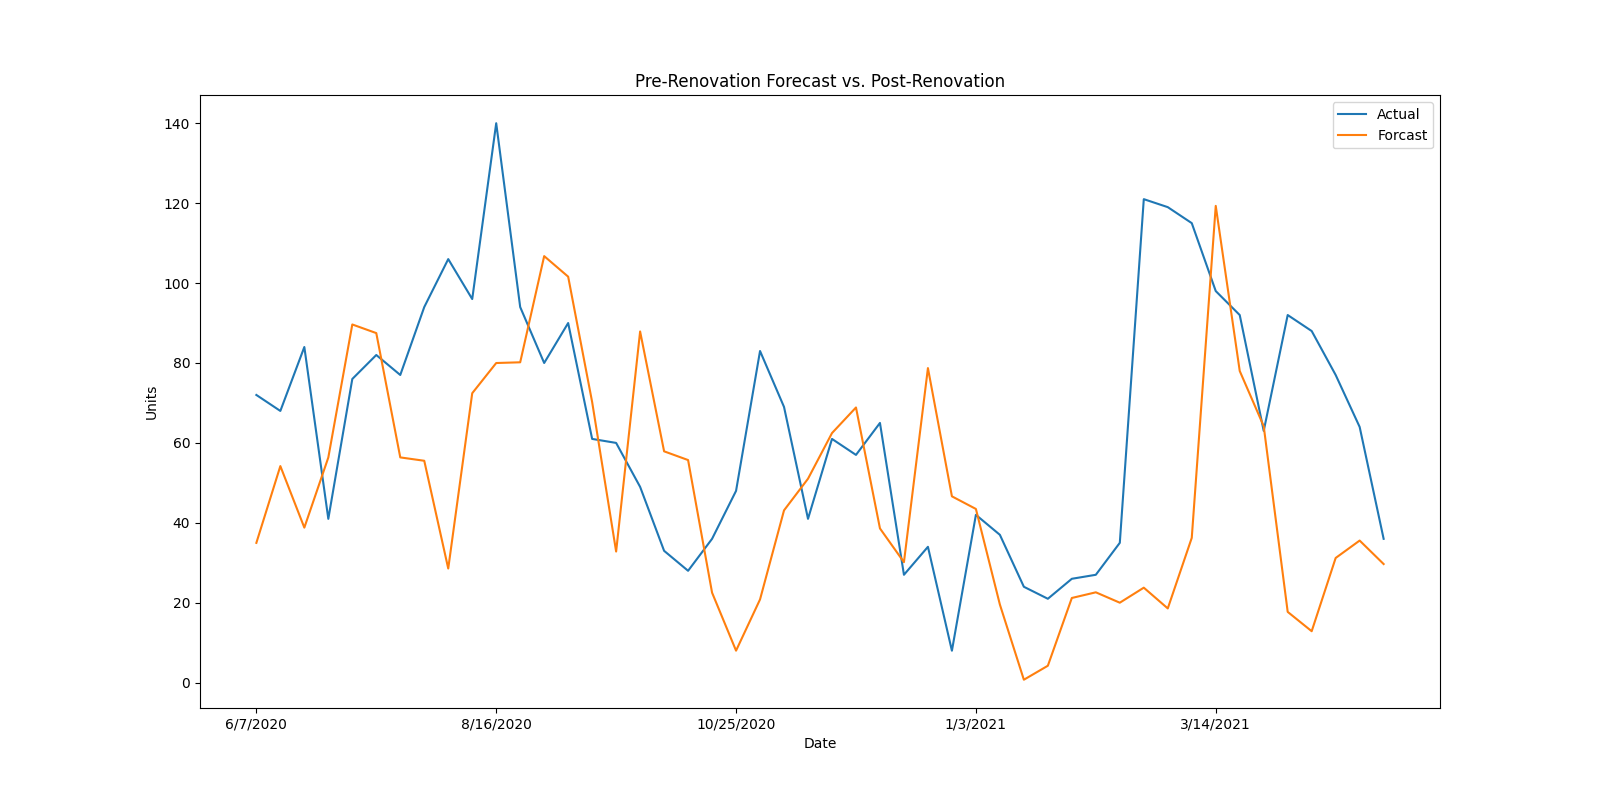 Pre-Renovation Forecast vs. Post-Renovation
Actual
Forcast
140
120
100
80
60
40
20
0
Units
6/7/2020
8/16/2020
10/25/2020
1/3/2021
3/14/2021
Date